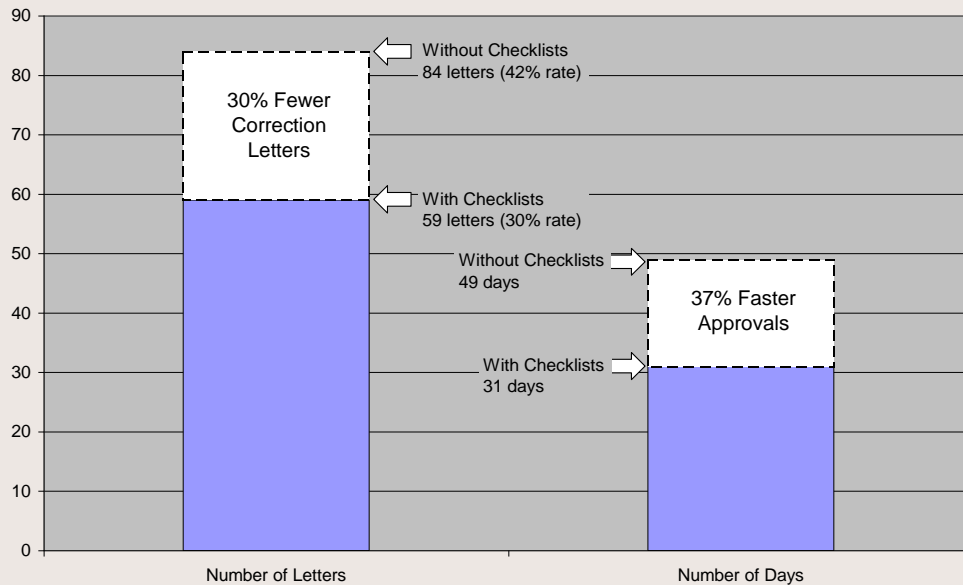 90
80
70
60
50
40
30
20
10
0
Without Checklists
84 letters (42% rate)
30% Fewer
Correction
Letters
With Checklists
59 letters (30% rate)
Without Checklists
49 days
37% Faster
Approvals
With Checklists
31 days
Number of Letters
Number of Days